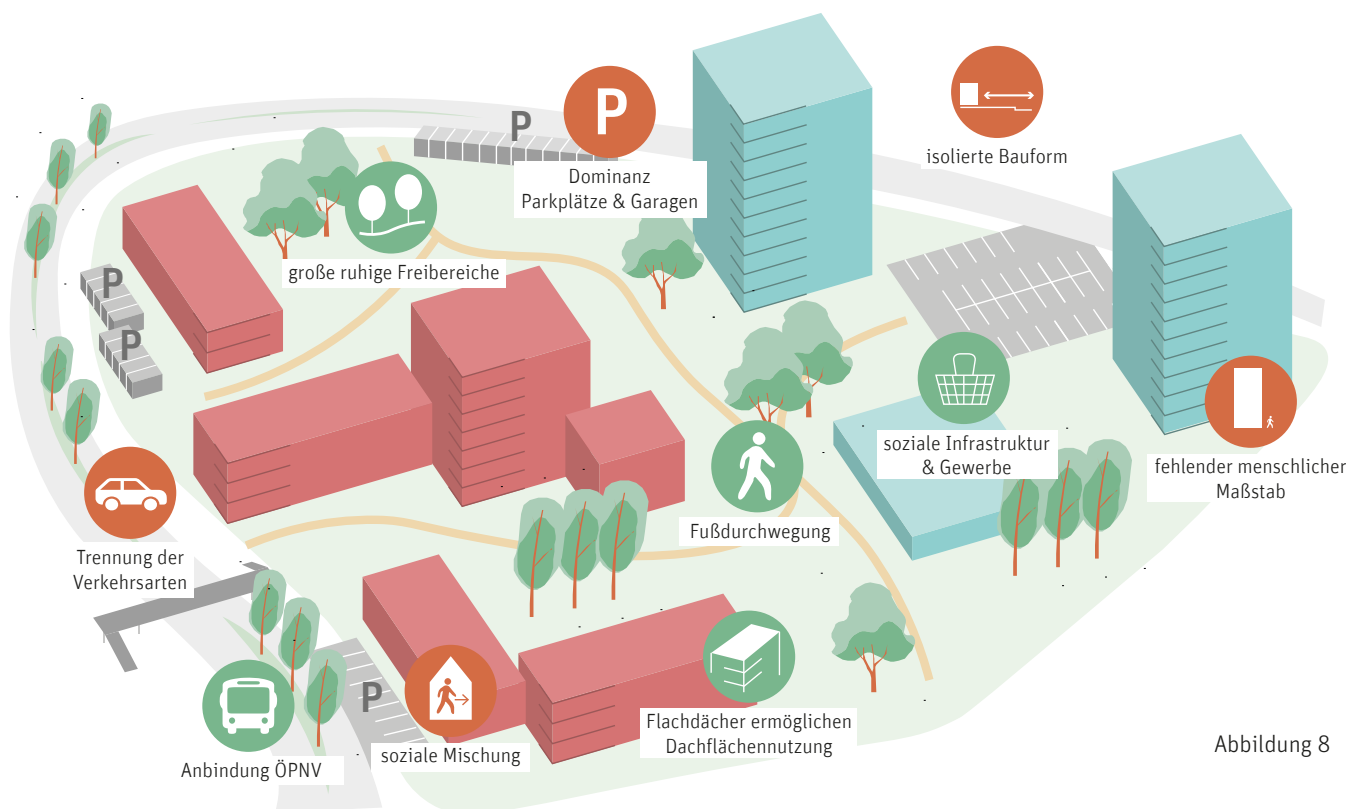 P
P
Dominanz
Parkplätze & Garagen
isolierte Bauform
große ruhige Freibereiche
P
P
soziale Infrastruktur
& Gewerbe
fehlender menschlicher
Maßstab
Fußdurchwegung
Trennung der
Verkehrsarten
P
Anbindung ÖPNV
soziale Mischung
Flachdächer ermöglichen
Dachflächennutzung
Abbildung 8